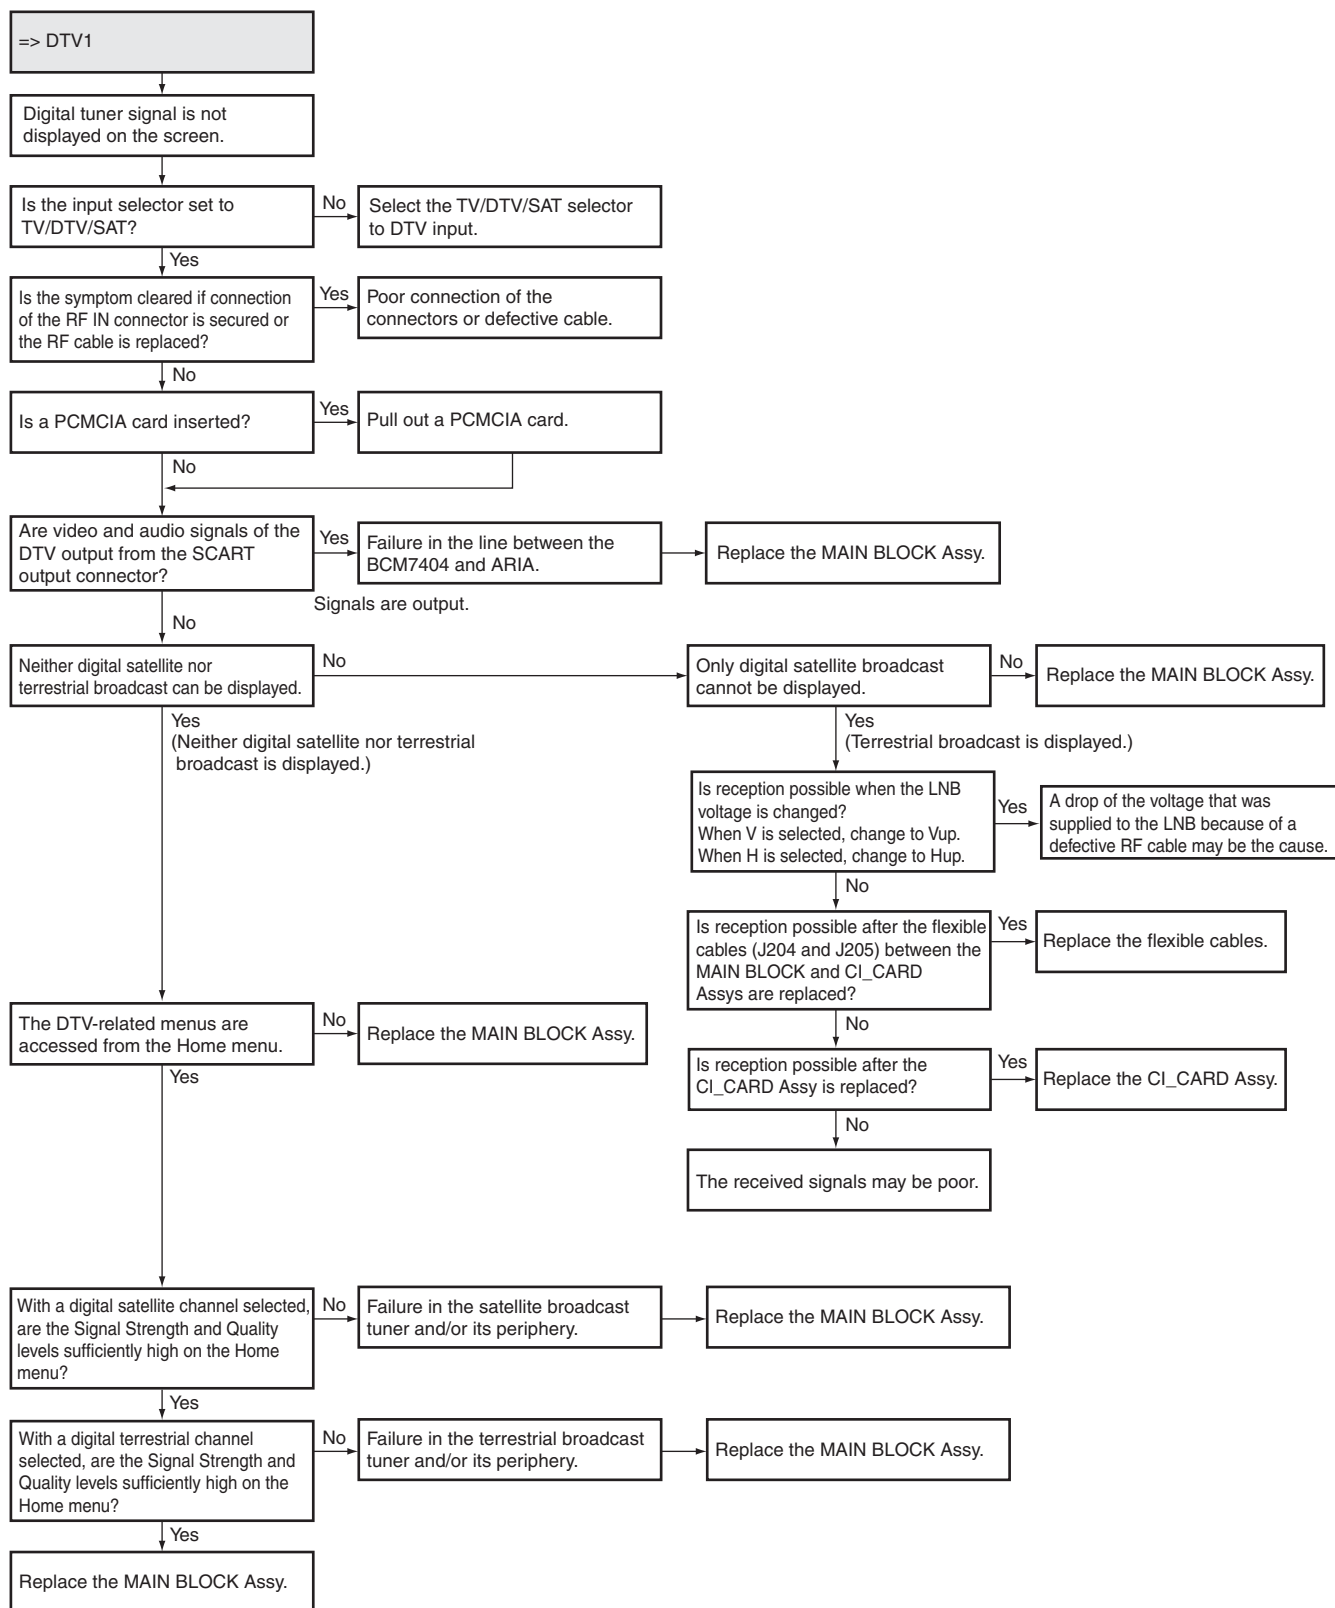 => DTV1
Digital tuner signal is not
displayed on the screen.
Is the input selector set to
TV/DTV/SAT?
No
Select the TV/DTV/SAT selector
to DTV input.
Yes
Is the symptom cleared if connection
of the RF IN connector is secured or
the RF cable is replaced?
Yes
Poor connection of the
connectors or defective cable.
No
Is a PCMCIA card inserted?
Yes
Pull out a PCMCIA card.
No
Are video and audio signals of the
DTV output from the SCART
output connector?
Yes
Failure in the line between the
BCM7404 and ARIA.
Replace the MAIN BLOCK Assy.
Signals are output.
No
Neither digital satellite nor
terrestrial broadcast can be displayed.
No
Only digital satellite broadcast
cannot be displayed.
No
Replace the MAIN BLOCK Assy.
Yes
(Neither digital satellite nor terrestrial
broadcast is displayed.)
Yes
(Terrestrial broadcast is displayed.)
Is reception possible when the LNB
voltage is changed?
When V is selected, change to Vup.
When H is selected, change to Hup.
Yes
A drop of the voltage that was
supplied to the LNB because of a
defective RF cable may be the cause.
No
Is reception possible after the flexible
cables (J204 and J205) between the
MAIN BLOCK and CI_CARD
Assys are replaced?
Yes
Replace the flexible cables.
No
The DTV-related menus are
accessed from the Home menu.
No
Replace the MAIN BLOCK Assy.
Yes
Is reception possible after the
CI_CARD Assy is replaced?
Yes
Replace the CI_CARD Assy.
No
The received signals may be poor.
With a digital satellite channel selected,
are the Signal Strength and Quality
levels sufficiently high on the Home
menu?
No
Failure in the satellite broadcast
tuner and/or its periphery.
Replace the MAIN BLOCK Assy.
Yes
With a digital terrestrial channel
selected, are the Signal Strength and
Quality levels sufficiently high on the
Home menu?
No
Failure in the terrestrial broadcast
tuner and/or its periphery.
Replace the MAIN BLOCK Assy.
Yes
Replace the MAIN BLOCK Assy.